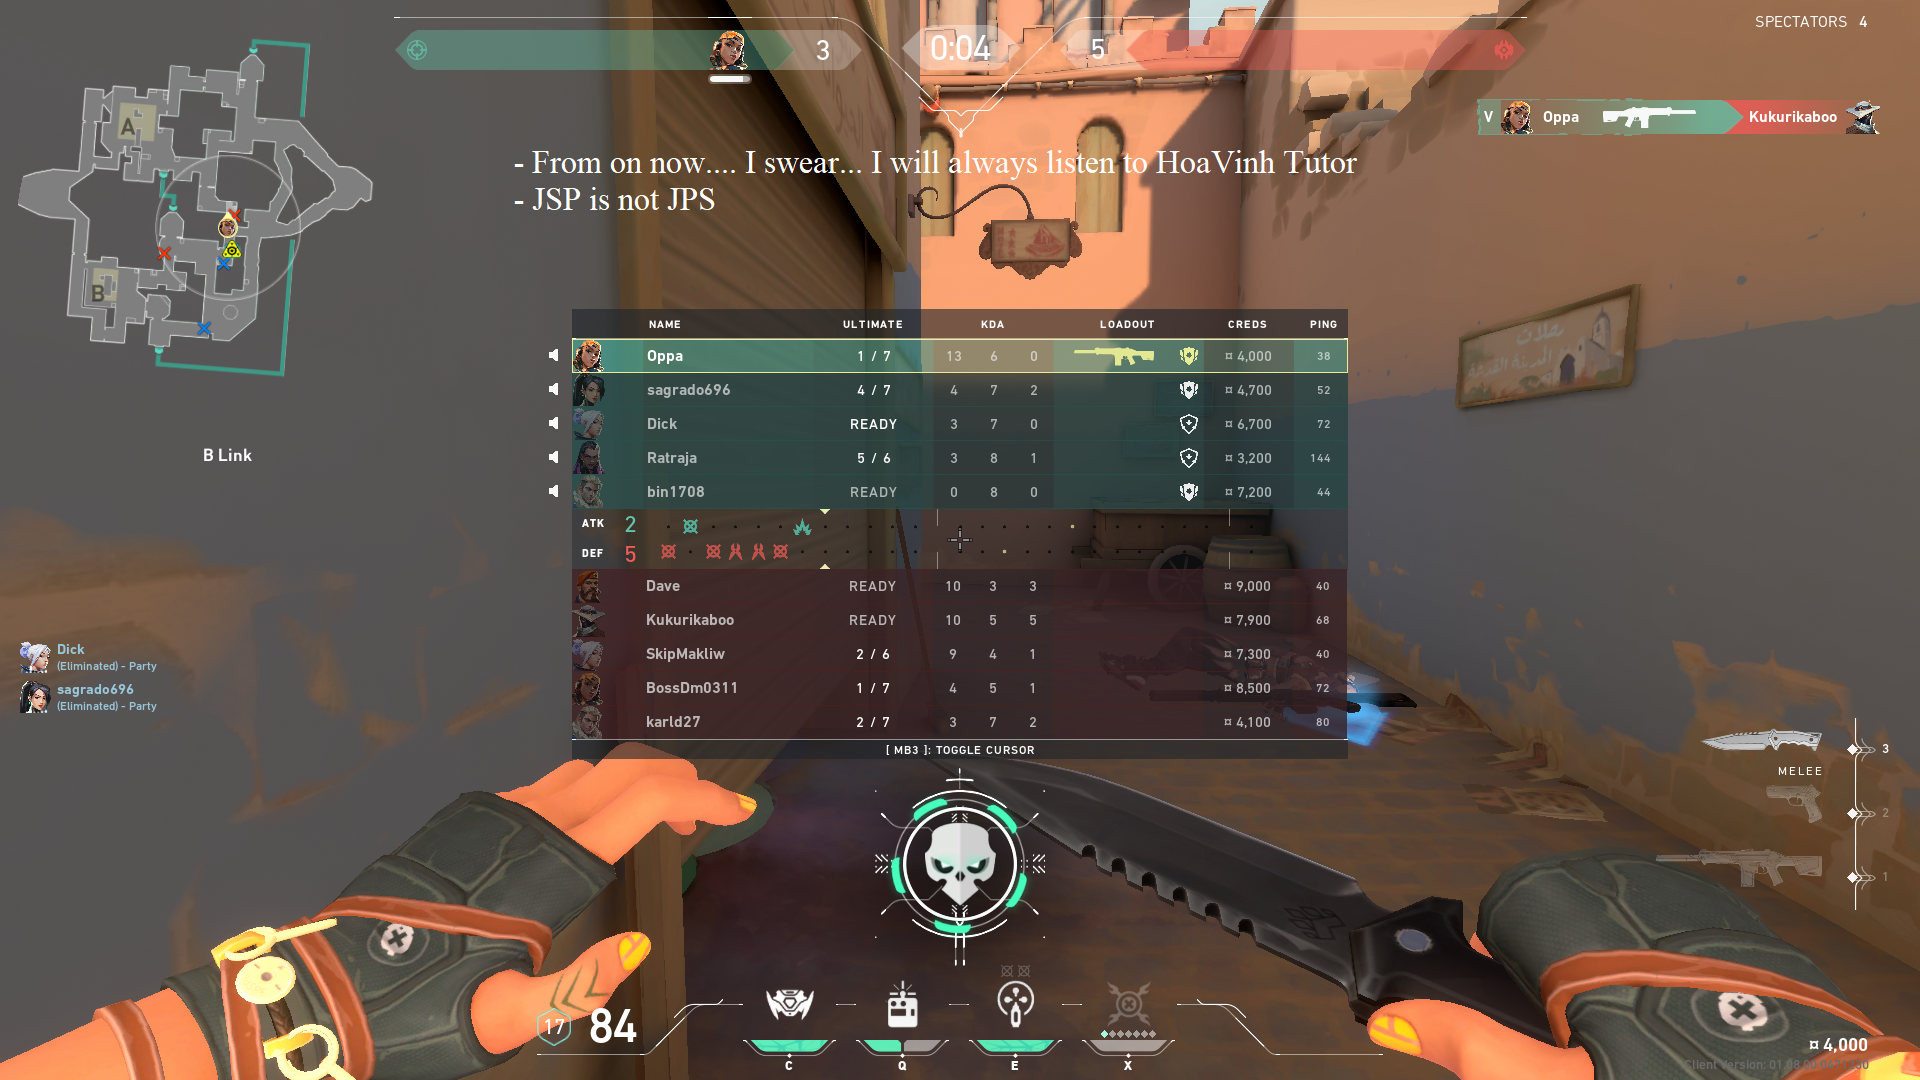 SPECTATORS 4
3
0:04
5
V Oppa Kukurikaboo
A
B
B Link
- From on now.... I swear... I will always listen to HoaVinh Tutor
- JSP is not JPS
NAME ULTIMATE KDA LOADOUT CREDS PING
Oppa 1 / 7 13 6 0 ¤ 4,000 38
sagrado696 4 / 7 4 7 2 ¤ 4,700 52
Dick READY 3 7 0 ¤ 6,700 72
Ratraja 5 / 6 3 8 1 ¤ 3,200 144
bin1708 READY 0 8 0 ¤ 7,200 44
ATK 2
DEF 5
Dave READY 10 3 3 ¤ 9,000 40
Kukurikaboo READY 10 5 5 ¤ 7,900 68
SkipMakliw 2 / 6 9 4 1 ¤ 7,300 40
BossDm0311 1 / 7 4 5 1 ¤ 8,500 72
karld27 2 / 7 3 7 2 ¤ 4,100 80
[ MB3 ]: TOGGLE CURSOR
Dick
(Eliminated) - Party
sagrado696
(Eliminated) - Party
3
MELEE
2
1
17 84
C Q E X
¤ 4,000
Client version: